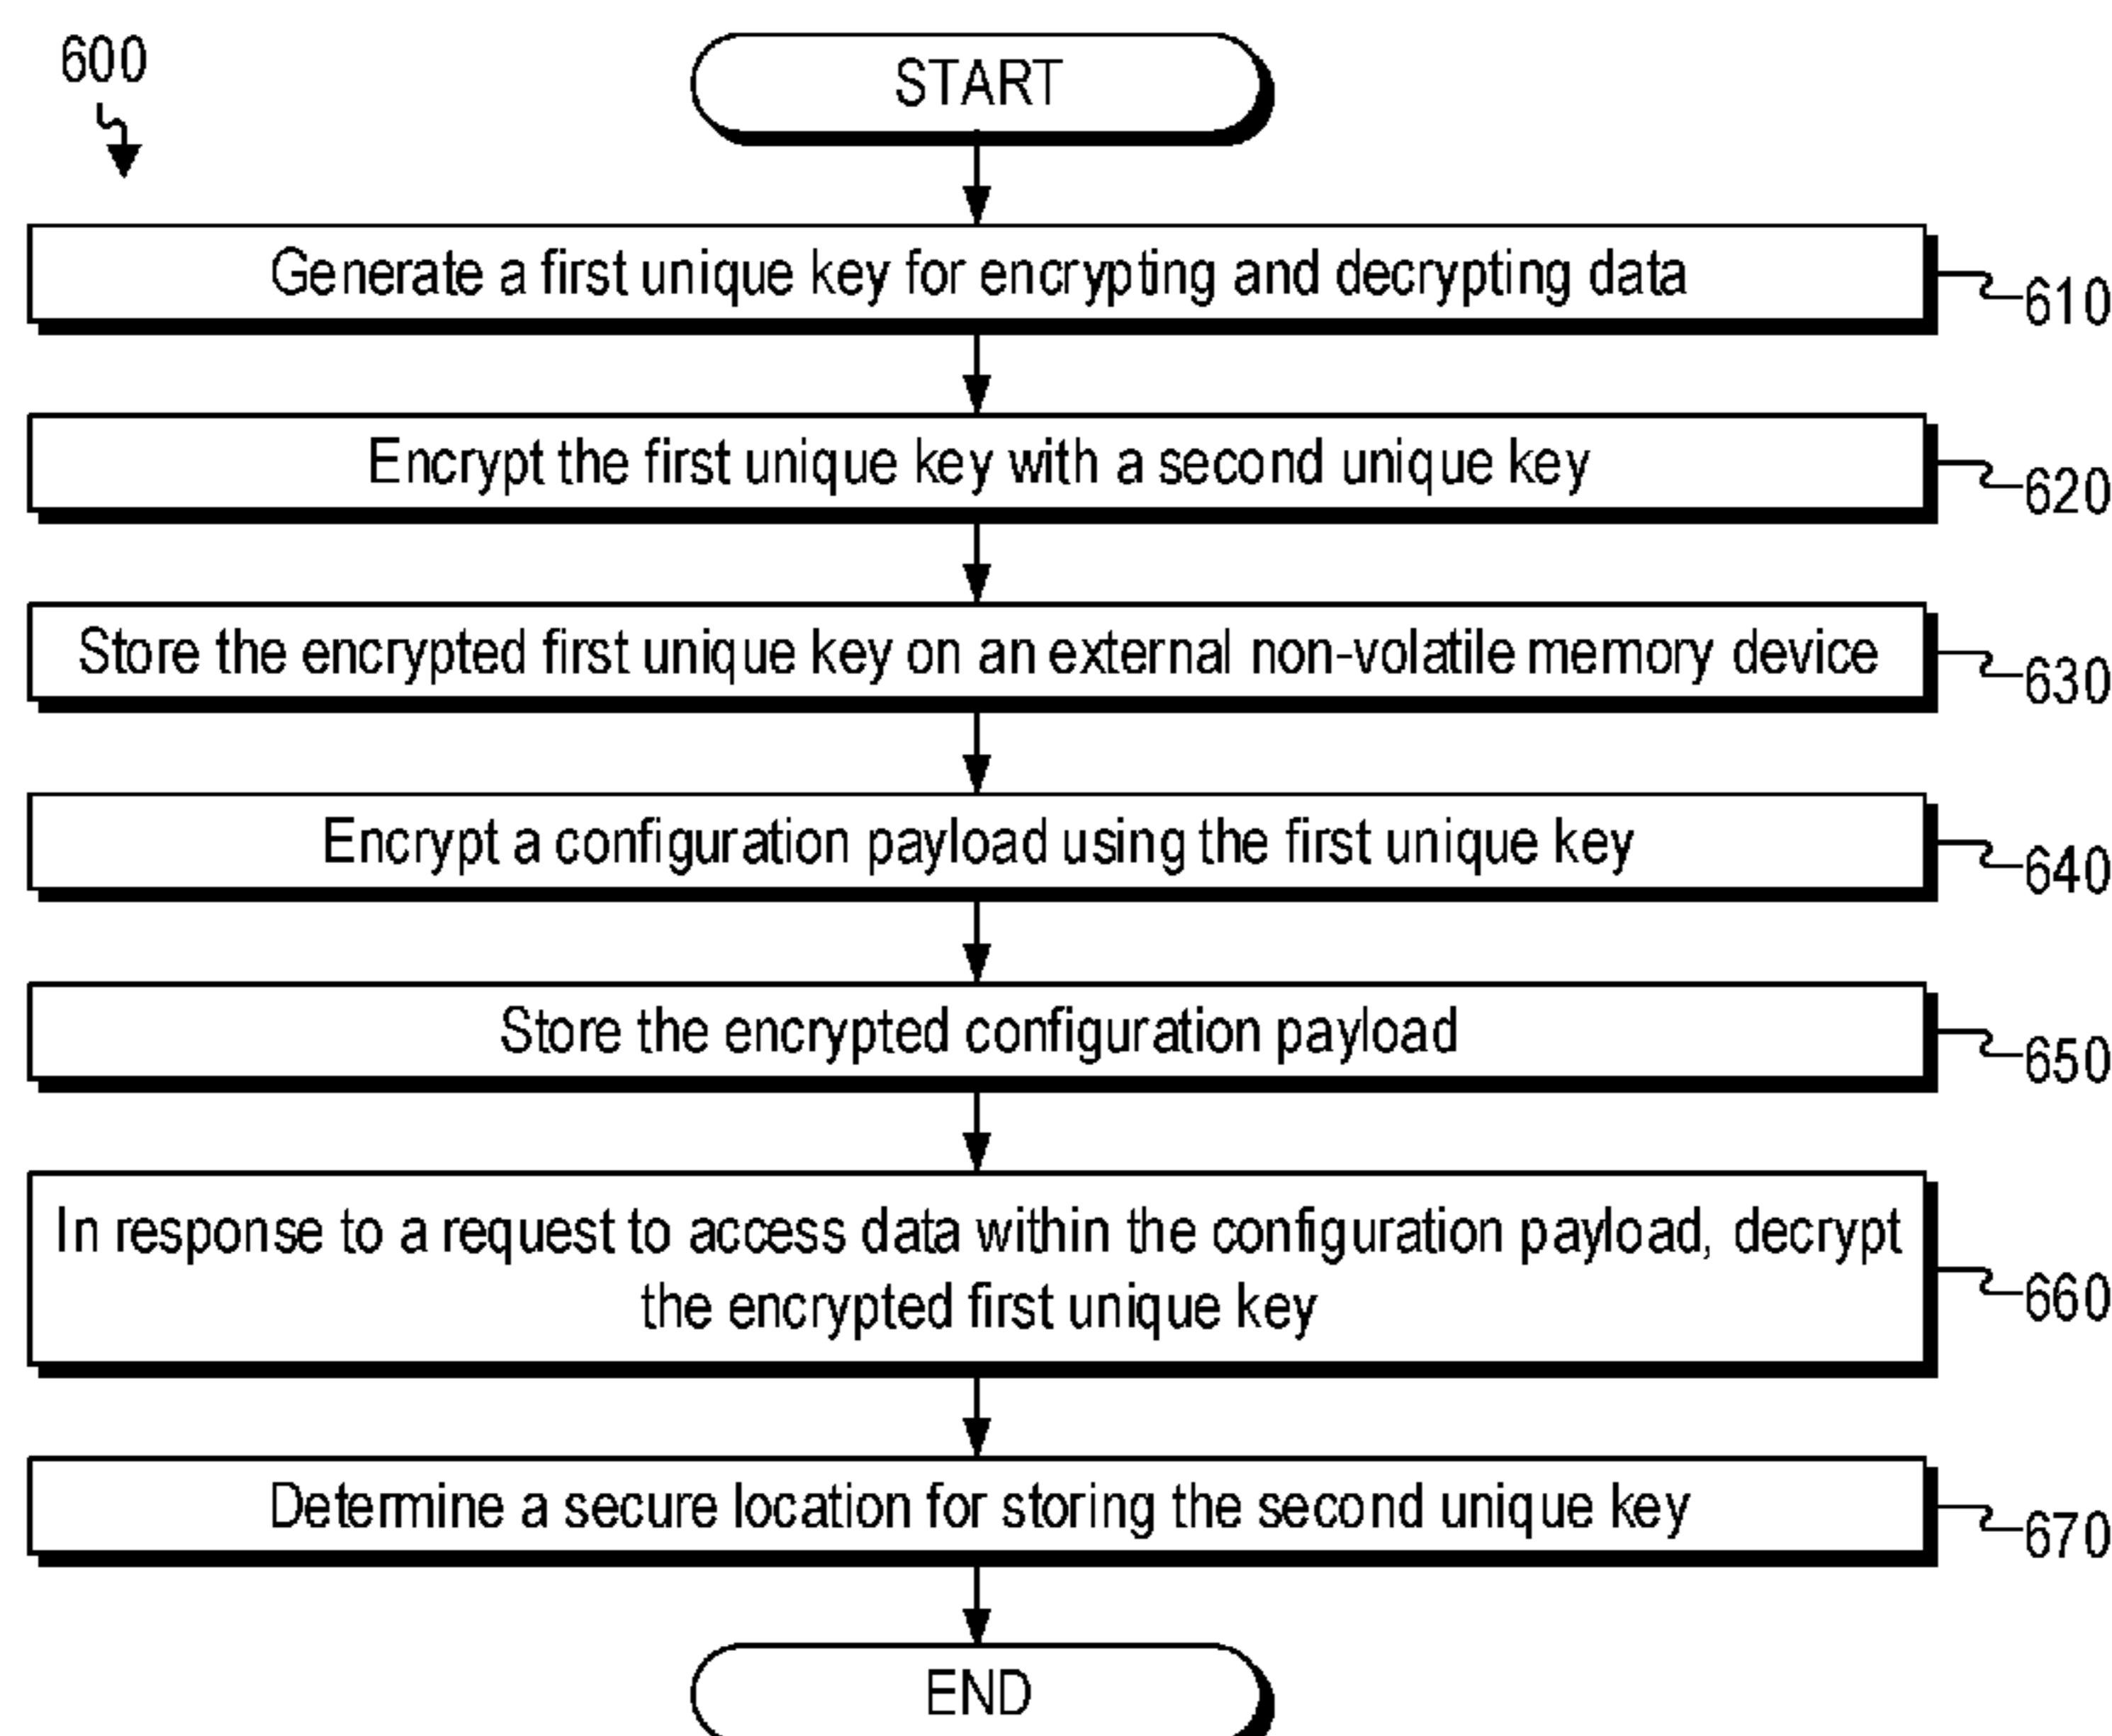 600
START
Generate a first unique key for encrypting and decrypting data
610
Encrypt the first unique key with a second unique key
620
Store the encrypted first unique key on an external non-volatile memory device
630
Encrypt a configuration payload using the first unique key
640
Store the encrypted configuration payload
650
In response to a request to access data within the configuration payload, decrypt
the encrypted first unique key
660
Determine a secure location for storing the second unique key
670
END